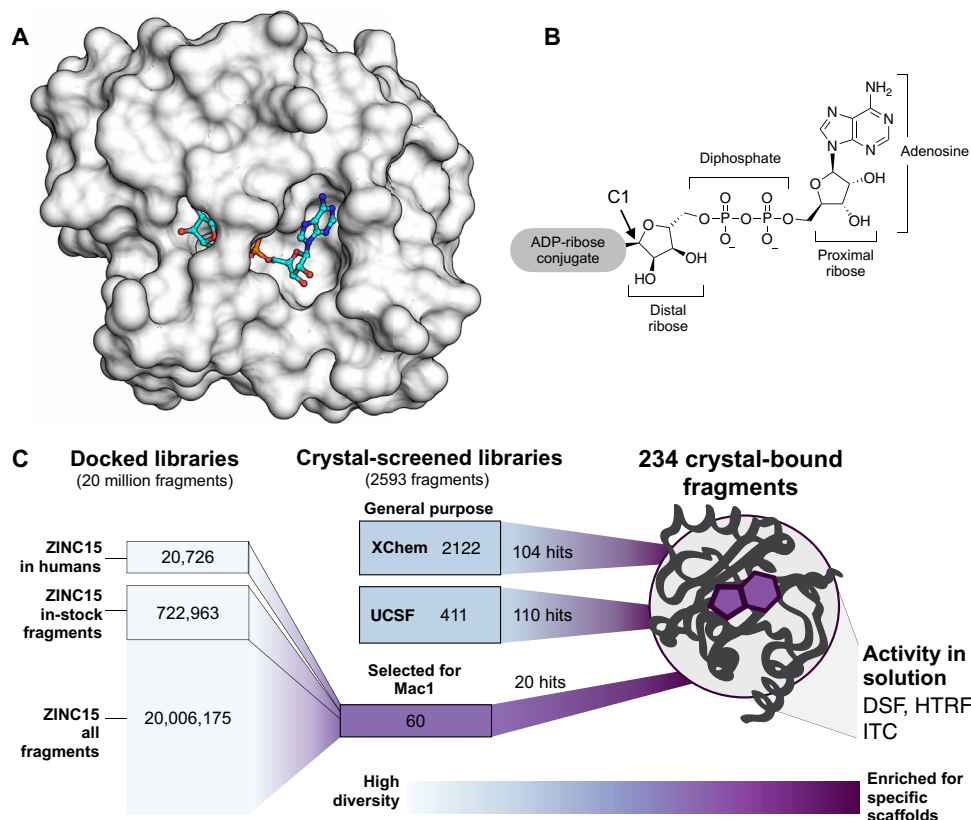 A
B
NH₂
N
N
N
N
Adenosine
Diphosphate
O
O
O
OH
C1
O
P
O
P
O
O
O
O
OH
ADP-ribose
conjugate
Proximal
ribose
OH
HO
Distal
ribose
C
Docked libraries
(20 million fragments)
Crystal-screened libraries
(2593 fragments)
234 crystal-bound
fragments
General purpose
XChem 2122
104 hits
ZINC15
in humans
20,726
ZINC15
in-stock
fragments
722,963
UCSF 411
110 hits
Selected for
Mac1
20 hits
60
ZINC15
all
fragments
20,006,175
Activity in
solution
DSF, HTRF
ITC
High
diversity
Enriched for
specific
scaffolds